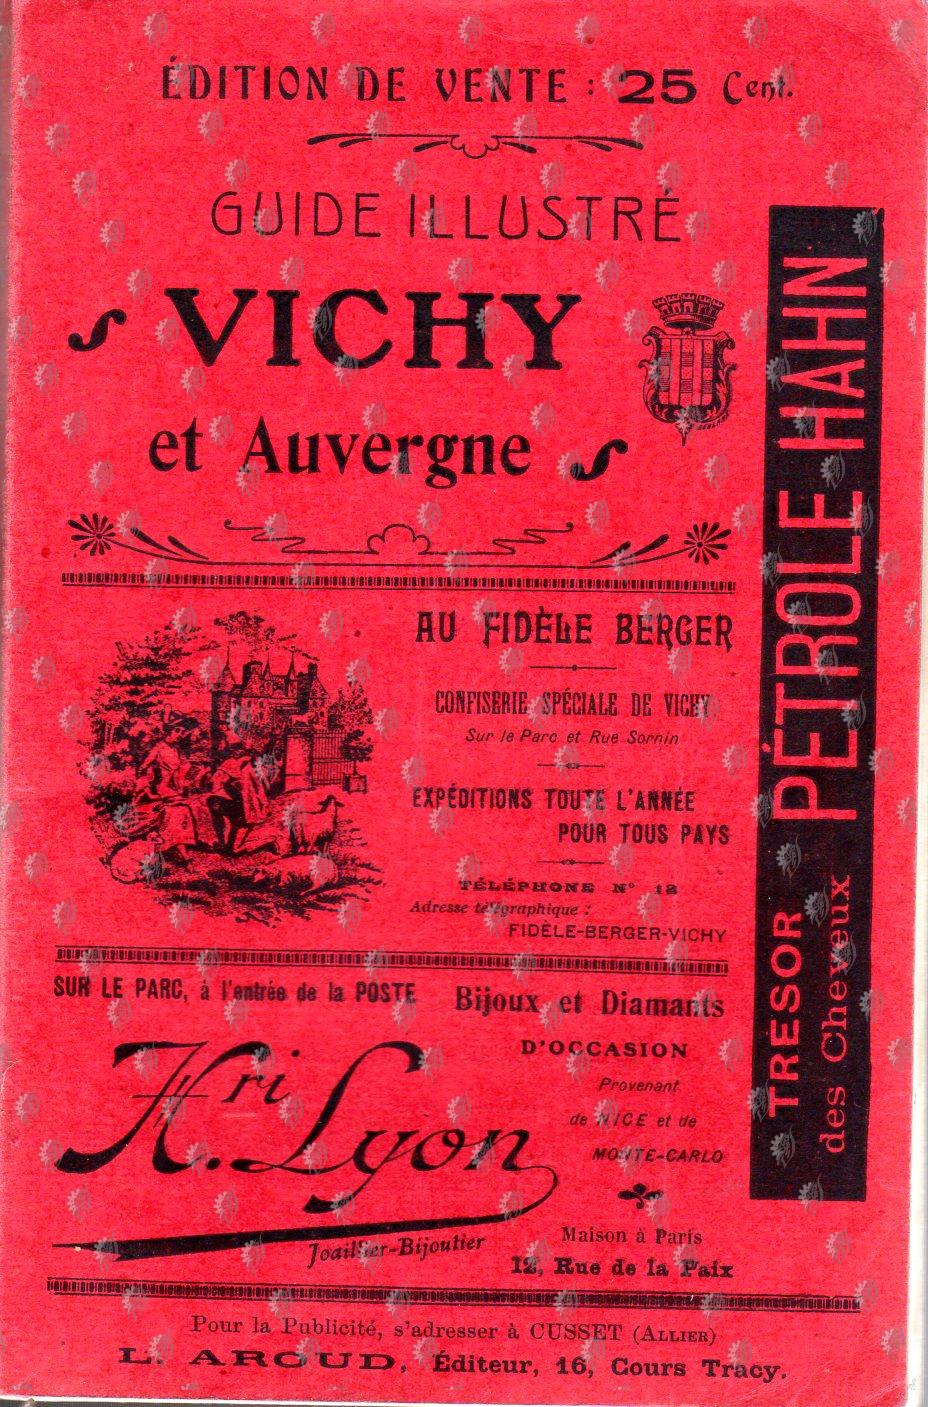 ÉDITION DE VENTE : 25 Cent.
GUIDE ILLUSTRÉ
VICHY
et Auvergne
PÉTROLE HAHN
TRESOR
des Cheveux
AU FIDÈLE BERGER
CONFISERIE SPÉCIALE DE VICHY
Sur le Parc et Rue Sornin
EXPÉDITIONS TOUTE L'ANNÉE
POUR TOUS PAYS
TÉLÉPHONE N° 12
Adresse télégraphique :
FIDÈLE-BERGER-VICHY
SUR LE PARC, à l'entrée de la POSTE
Bijoux et Diamants
D'OCCASION
Provenant
de NICE et de
MONTE-CARLO
Hri Lyon
Joaillier-Bijoutier
Maison à Paris
12, Rue de la Paix
Pour la Publicité, s'adresser à CUSSET (ALLIER)
L. AROUD, Éditeur, 16, Cours Tracy.